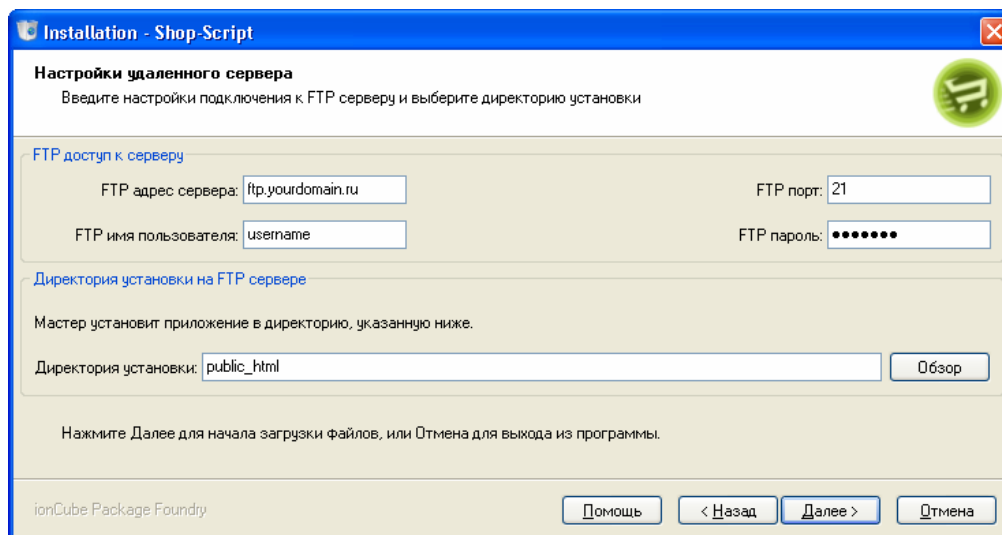 Installation - Shop-Script
Настройки удаленного сервера
Введите настройки подключения к FTP серверу и выберите директорию установки
FTP доступ к серверу
FTP адрес сервера: ftp.yourdomain.ru FTP порт: 21
FTP имя пользователя: username FTP пароль: •••••••
Директория установки на FTP сервере
Мастер установит приложение в директорию, указанную ниже.
Директория установки: public_html Обзор
Нажмите Далее для начала загрузки файлов, или Отмена для выхода из программы.
ionCube Package Foundry Помощь < Назад Далее > Отмена